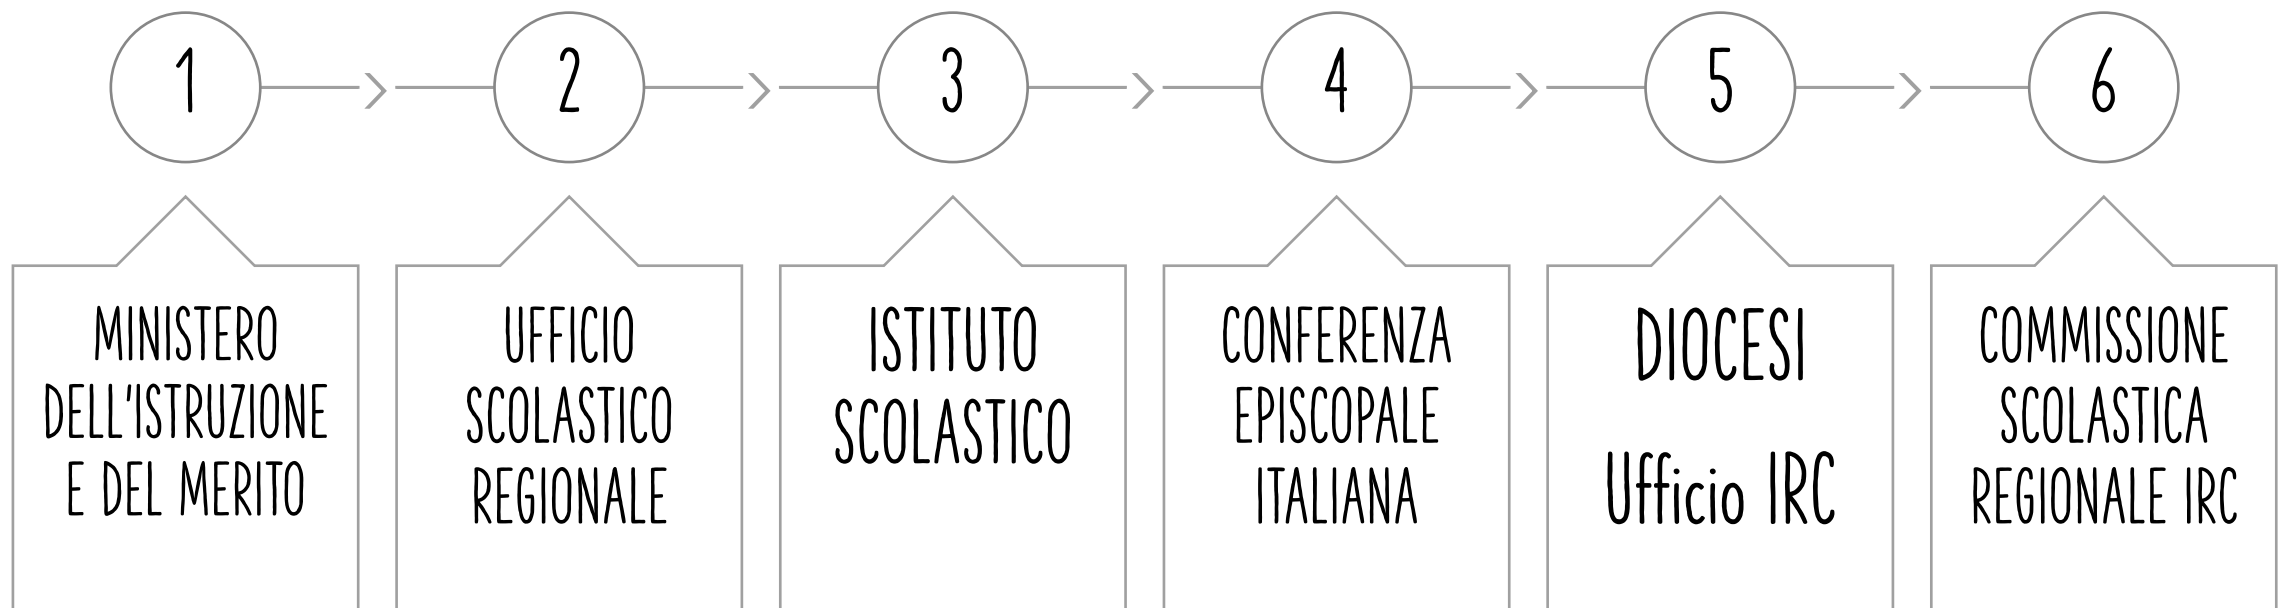 1
2
3
4
5
6
MINISTERO
DELL'ISTRUZIONE
E DEL MERITO
UFFICIO
SCOLASTICO
REGIONALE
ISTITUTO
SCOLASTICO
CONFERENZA
EPISCOPALE
ITALIANA
DIOCESI
Ufficio IRC
COMMISSIONE
SCOLASTICA
REGIONALE IRC